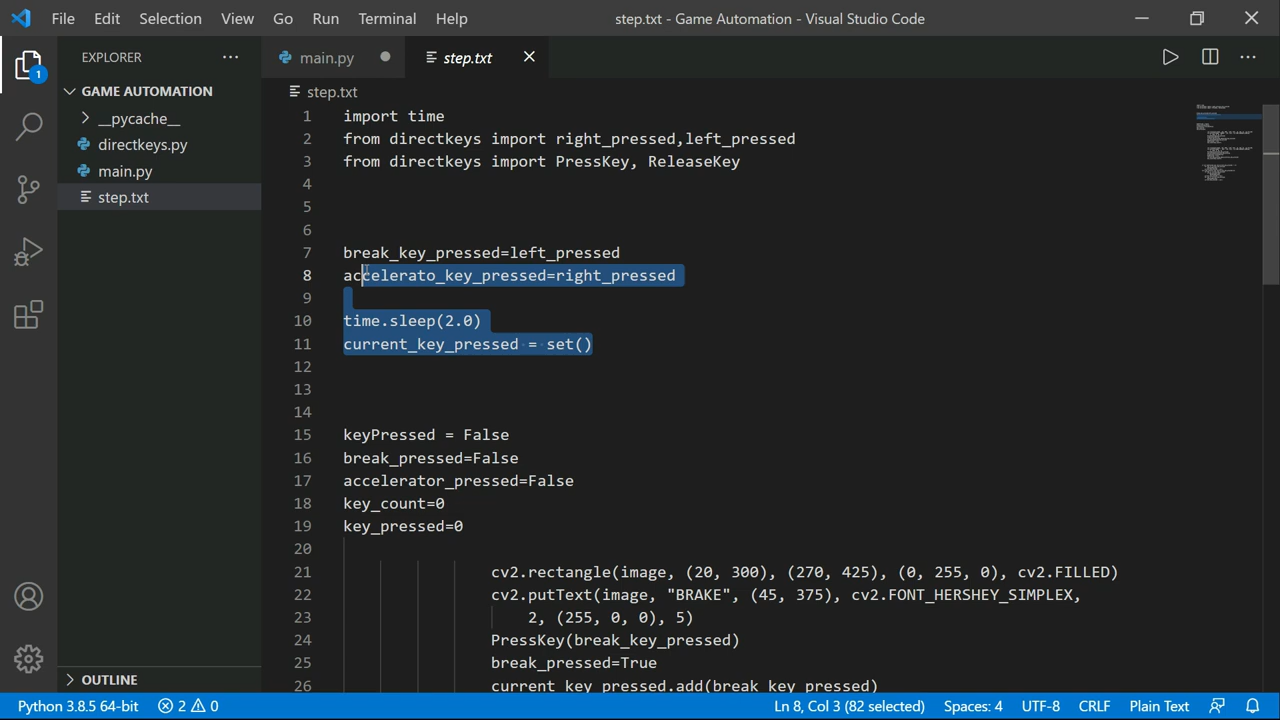 File Edit Selection View Go Run Terminal Help step.txt - Game Automation - Visual Studio Code
EXPLORER
main.py step.txt
GAME AUTOMATION
step.txt
__pycache__
directkeys.py
main.py
step.txt
1 import time
2 from directkeys import right_pressed,left_pressed
3 from directkeys import PressKey, ReleaseKey
4
5
6
7 break_key_pressed=left_pressed
8 accelerato_key_pressed=right_pressed
9
10 time.sleep(2.0)
11 current_key_pressed = set()
12
13
14
15 keyPressed = False
16 break_pressed=False
17 accelerator_pressed=False
18 key_count=0
19 key_pressed=0
20
21 cv2.rectangle(image, (20, 300), (270, 425), (0, 255, 0), cv2.FILLED)
22 cv2.putText(image, "BRAKE", (45, 375), cv2.FONT_HERSHEY_SIMPLEX,
23 2, (255, 0, 0), 5)
24 PressKey(break_key_pressed)
25 break_pressed=True
26 current_key_pressed.add(break_key_pressed)
1
OUTLINE
Python 3.8.5 64-bit 2 0 Ln 8, Col 3 (82 selected) Spaces: 4 UTF-8 CRLF Plain Text